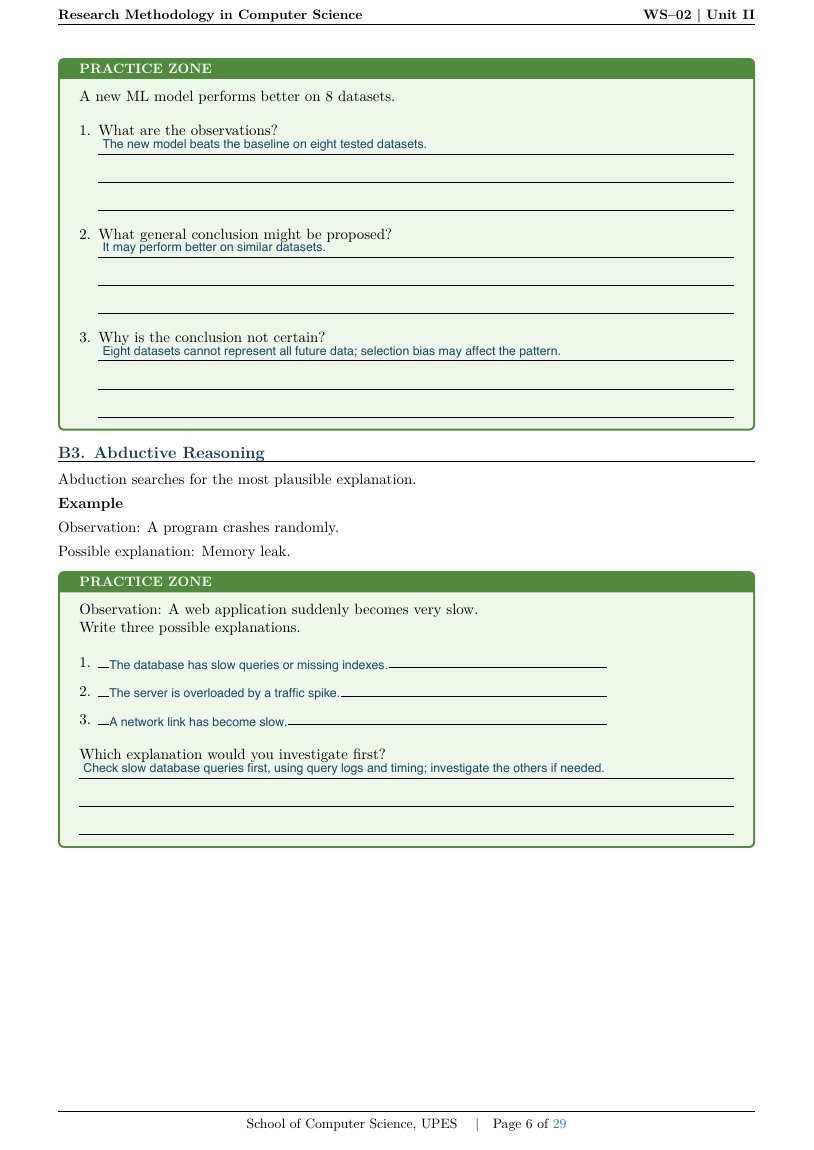 Research Methodology in Computer Science WS–02 | Unit II
PRACTICE ZONE
A new ML model performs better on 8 datasets.
1. What are the observations?
The new model beats the baseline on eight tested datasets.
2. What general conclusion might be proposed?
It may perform better on similar datasets.
3. Why is the conclusion not certain?
Eight datasets cannot represent all future data; selection bias may affect the pattern.
B3. Abductive Reasoning
Abduction searches for the most plausible explanation.
Example
Observation: A program crashes randomly.
Possible explanation: Memory leak.
PRACTICE ZONE
Observation: A web application suddenly becomes very slow.
Write three possible explanations.
1. The database has slow queries or missing indexes.
2. The server is overloaded by a traffic spike.
3. A network link has become slow.
Which explanation would you investigate first?
Check slow database queries first, using query logs and timing; investigate the others if needed.
School of Computer Science, UPES | Page 6 of 29